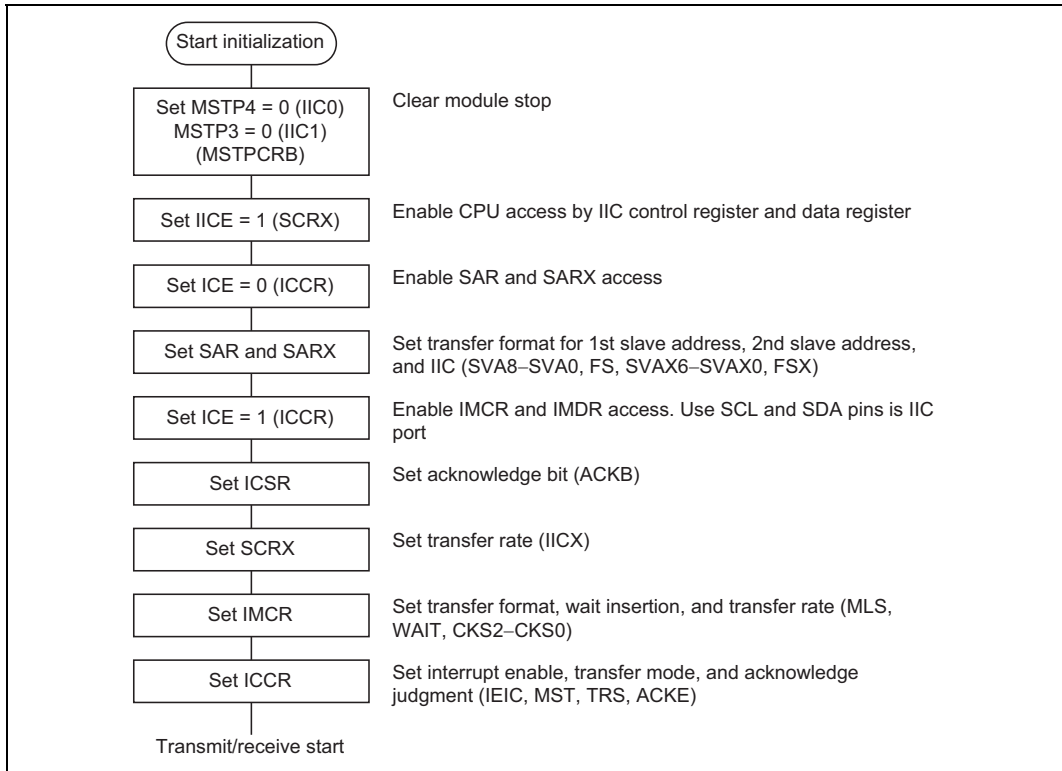 Start initialization
Set MSTP4 = 0 (IIC0)
MSTP3 = 0 (IIC1)
(MSTPCRB)
Clear module stop
Set IICE = 1 (SCRX)
Enable CPU access by IIC control register and data register
Set ICE = 0 (ICCR)
Enable SAR and SARX access
Set SAR and SARX
Set transfer format for 1st slave address, 2nd slave address,
and IIC (SVA8–SVA0, FS, SVAX6–SVAX0, FSX)
Set ICE = 1 (ICCR)
Enable IMCR and IMDR access. Use SCL and SDA pins is IIC
port
Set ICSR
Set acknowledge bit (ACKB)
Set SCRX
Set transfer rate (IICX)
Set IMCR
Set transfer format, wait insertion, and transfer rate (MLS,
WAIT, CKS2–CKS0)
Set ICCR
Set interrupt enable, transfer mode, and acknowledge
judgment (IEIC, MST, TRS, ACKE)
Transmit/receive start